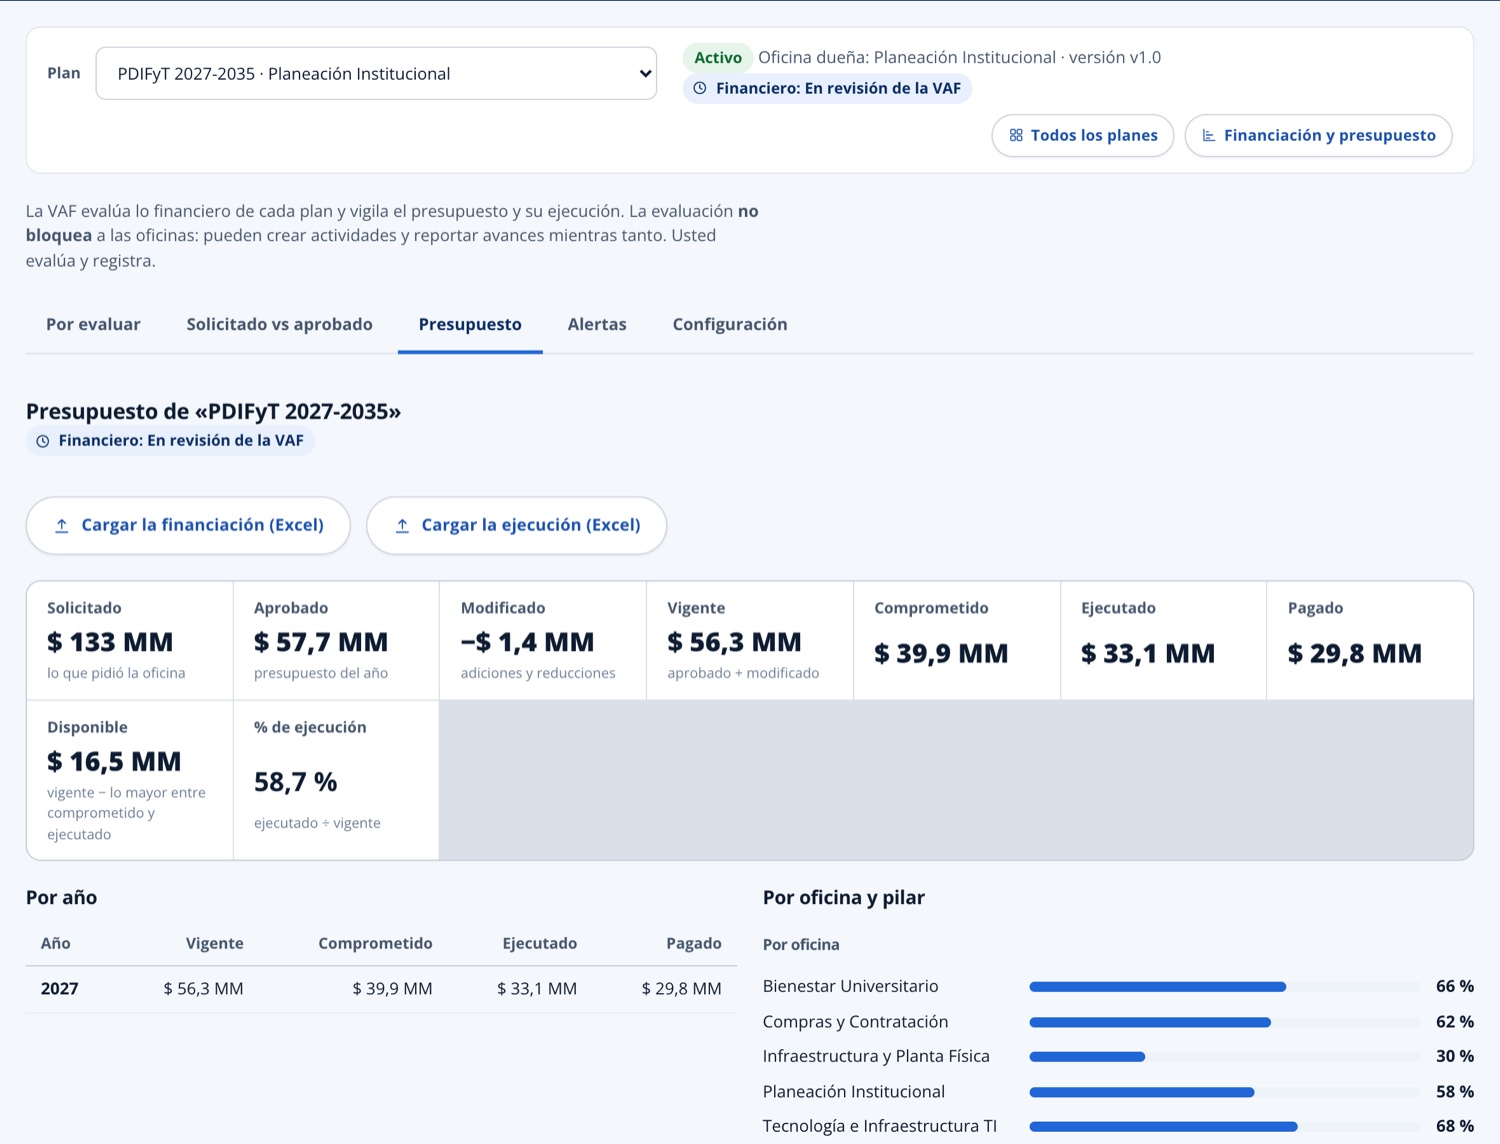 Plan
PDIFyT 2027-2035 · Planeación Institucional
Activo Oficina dueña: Planeación Institucional · versión v1.0
Financiero: En revisión de la VAF
Todos los planes
Financiación y presupuesto
La VAF evalúa lo financiero de cada plan y vigila el presupuesto y su ejecución. La evaluación no
bloquea a las oficinas: pueden crear actividades y reportar avances mientras tanto. Usted
evalúa y registra.
Por evaluar
Solicitado vs aprobado
Presupuesto
Alertas
Configuración
Presupuesto de «PDIFyT 2027-2035»
Financiero: En revisión de la VAF
Cargar la financiación (Excel)
Cargar la ejecución (Excel)
Solicitado
$ 133 MM
lo que pidió la oficina
Aprobado
$ 57,7 MM
presupuesto del año
Modificado
−$ 1,4 MM
adiciones y reducciones
Vigente
$ 56,3 MM
aprobado + modificado
Comprometido
$ 39,9 MM
Ejecutado
$ 33,1 MM
Pagado
$ 29,8 MM
Disponible
$ 16,5 MM
vigente − lo mayor entre
comprometido y
ejecutado
% de ejecución
58,7 %
ejecutado ÷ vigente
Por año
Año Vigente Comprometido Ejecutado Pagado
2027 $ 56,3 MM $ 39,9 MM $ 33,1 MM $ 29,8 MM
Por oficina y pilar
Por oficina
Bienestar Universitario 66 %
Compras y Contratación 62 %
Infraestructura y Planta Física 30 %
Planeación Institucional 58 %
Tecnología e Infraestructura TI 68 %